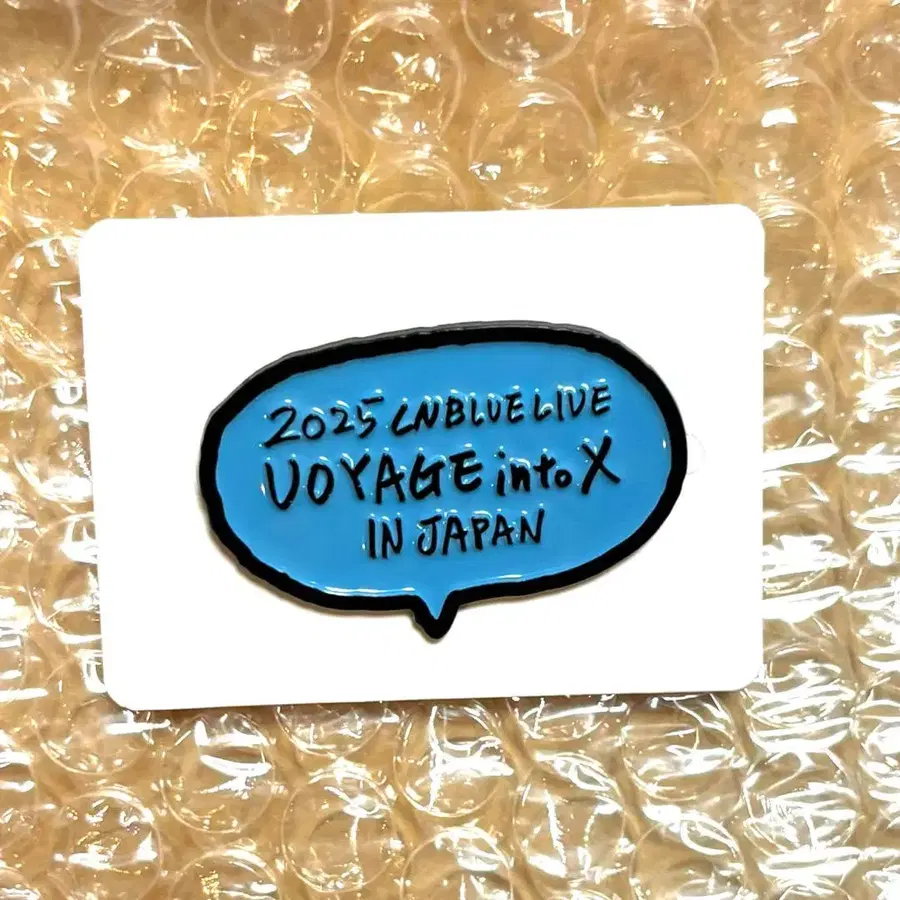 2025 CNBLUE LIVE
VOYAGE into X
IN JAPAN